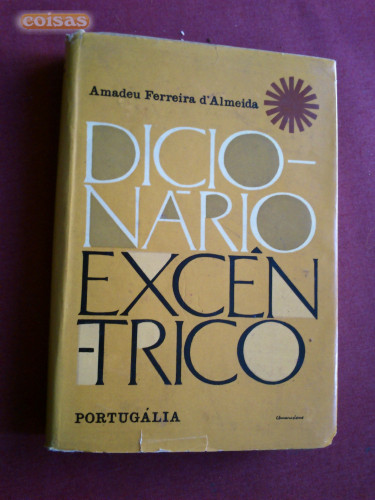 coisas
Amadeu Ferreira d'Almeida
DICIO-
NÁRIO
EXCÊN
-TRICO
PORTUGÁLIA